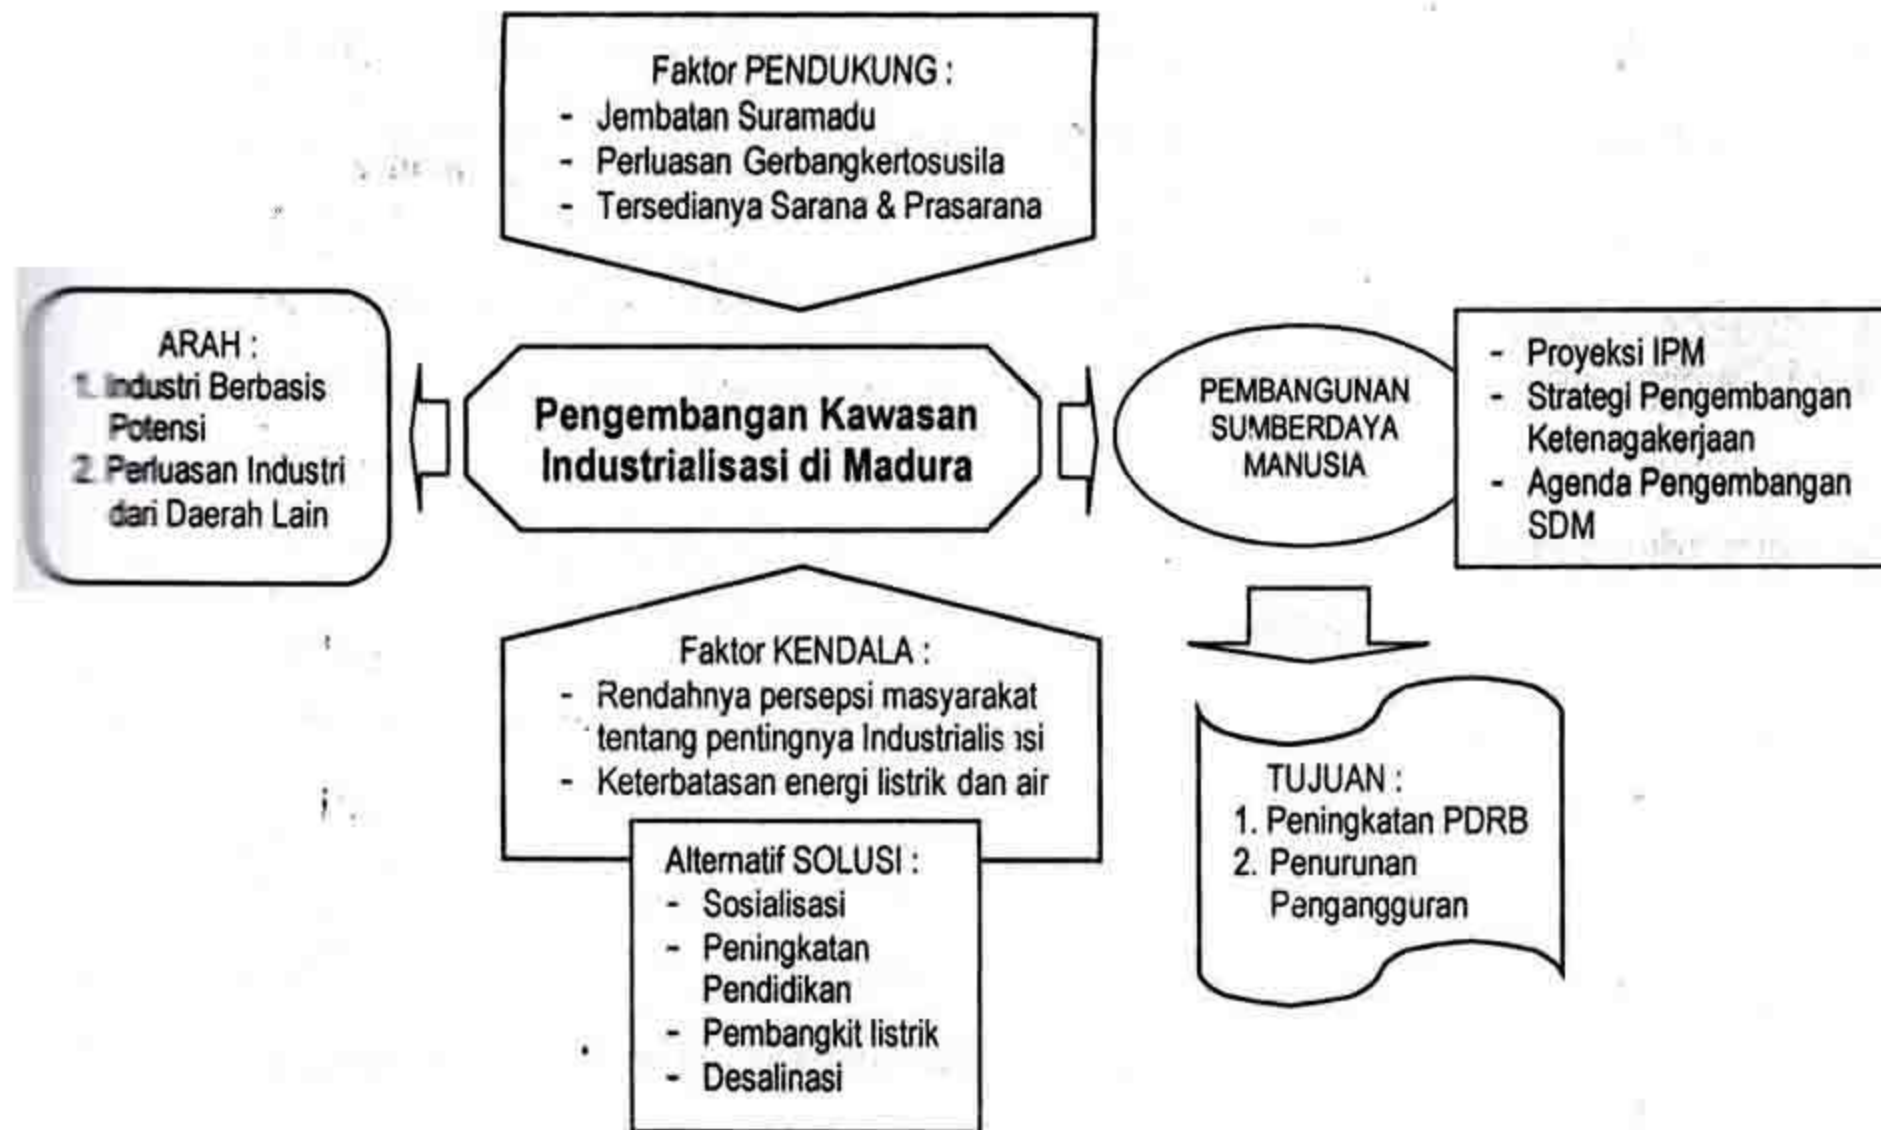 Faktor PENDUKUNG :
- Jembatan Suramadu
- Perluasan Gerbangkertosusila
- Tersedianya Sarana & Prasarana
ARAH :
1. Industri Berbasis
Potensi
2. Perluasan Industri
dari Daerah Lain
Pengembangan Kawasan
Industrialisasi di Madura
PEMBANGUNAN
SUMBERDAYA
MANUSIA
- Proyeksi IPM
- Strategi Pengembangan
Ketenagakerjaan
- Agenda Pengembangan
SDM
Faktor KENDALA :
- Rendahnya persepsi masyarakat
tentang pentingnya Industrialisasi
- Keterbatasan energi listrik dan air
Alternatif SOLUSI :
- Sosialisasi
- Peningkatan
Pendidikan
- Pembangkit listrik
- Desalinasi
TUJUAN :
1. Peningkatan PDRB
2. Penurunan
Pengangguran